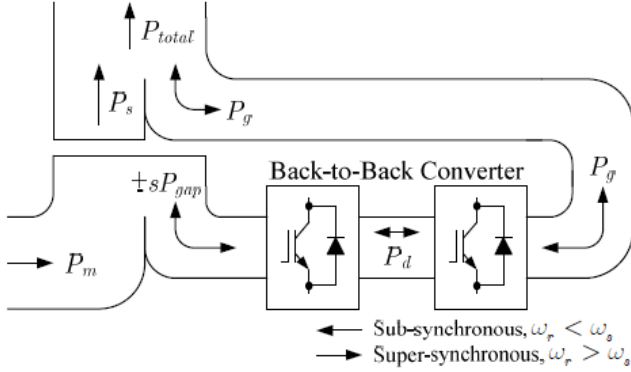 P_total
P_s
P_g
Back-to-Back Converter
±sP_gap
P_g
P_d
P_m
Sub-synchronous, ω_r < ω_s
Super-synchronous, ω_r > ω_s